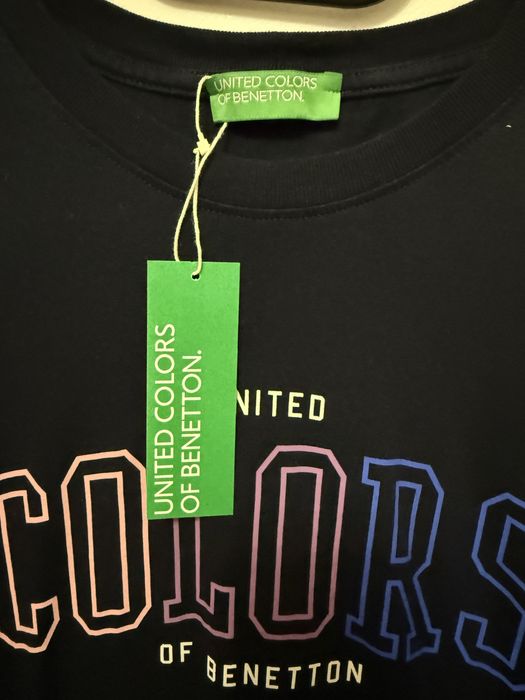 UNITED COLORS
OF BENETTON.
UNITED COLORS
OF BENETTON.
NITED
COLORS
OF BENETTON